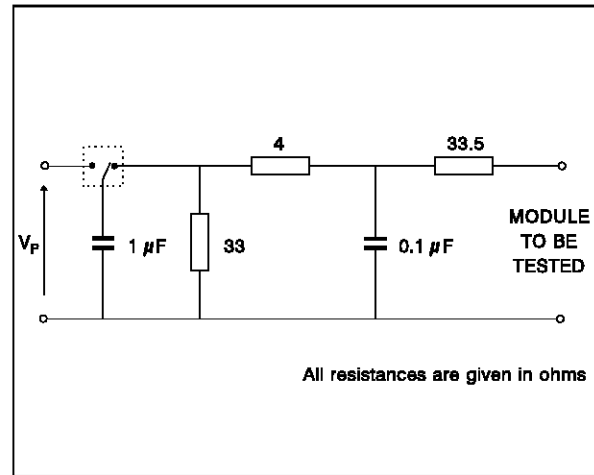 4
33.5
V_P
1 µF
33
0.1 µF
MODULE
TO BE
TESTED
All resistances are given in ohms